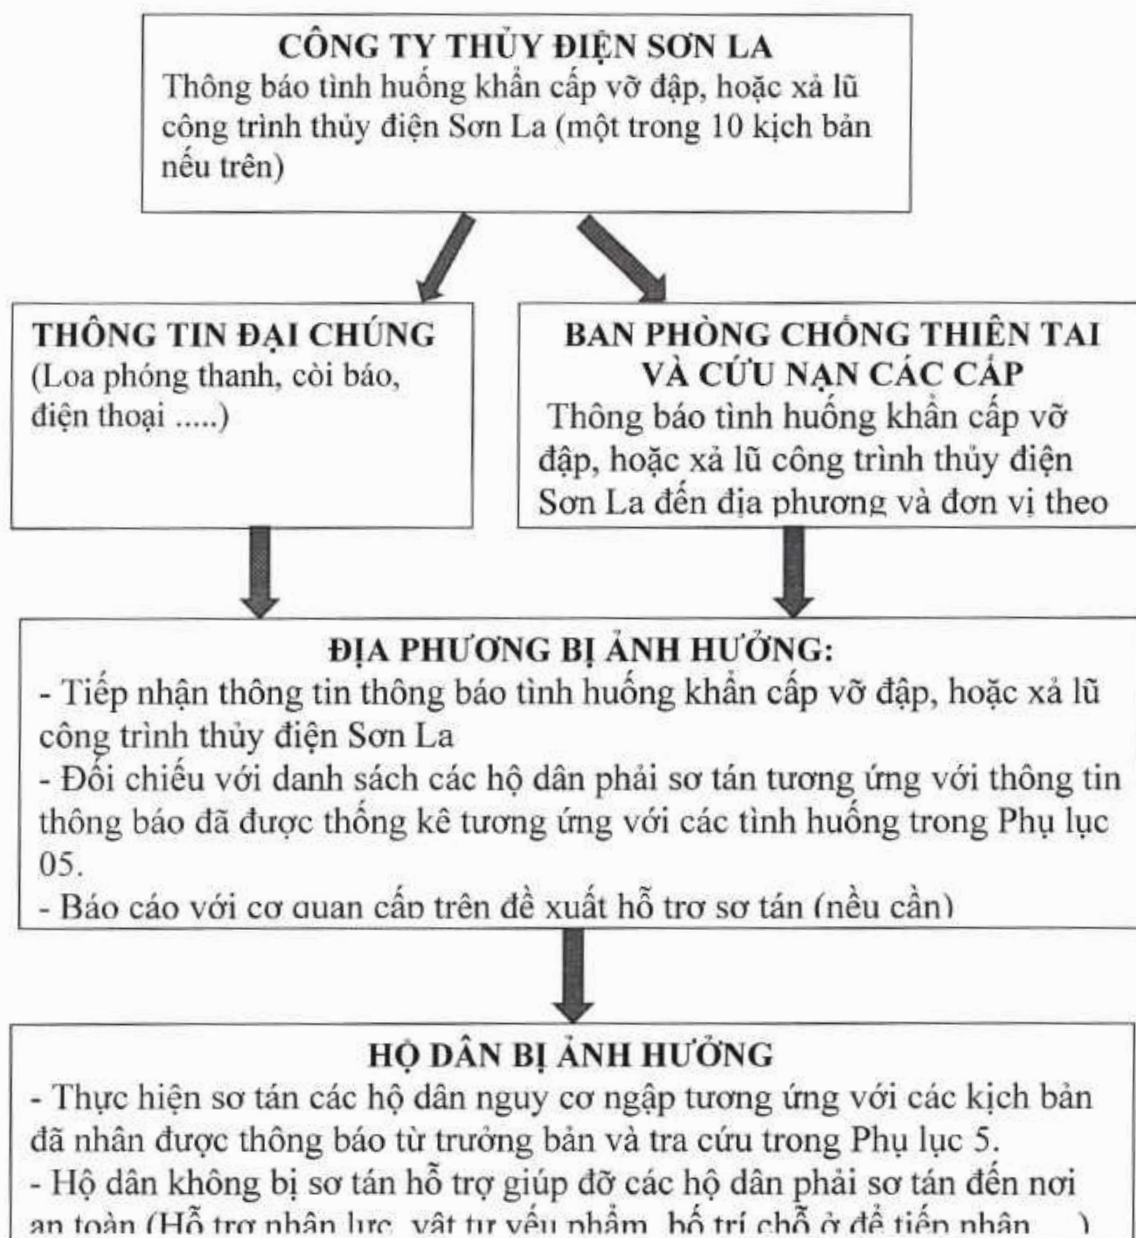 CÔNG TY THỦY ĐIỆN SƠN LA
Thông báo tình huống khẩn cấp vỡ đập, hoặc xả lũ
công trình thủy điện Sơn La (một trong 10 kịch bản
nếu trên)
THÔNG TIN ĐẠI CHÚNG
(Loa phóng thanh, còi báo,
điện thoại .....)
BAN PHÒNG CHỐNG THIÊN TAI
VÀ CỨU NẠN CÁC CẤP
Thông báo tình huống khẩn cấp vỡ
đập, hoặc xả lũ công trình thủy điện
Sơn La đến địa phương và đơn vị theo
ĐỊA PHƯƠNG BỊ ẢNH HƯỞNG:
- Tiếp nhận thông tin thông báo tình huống khẩn cấp vỡ đập, hoặc xả lũ
công trình thủy điện Sơn La
- Đối chiếu với danh sách các hộ dân phải sơ tán tương ứng với thông tin
thông báo đã được thống kê tương ứng với các tình huống trong Phụ lục
05.
- Báo cáo với cơ quan cấp trên đề xuất hỗ trợ sơ tán (nều cần)
HỘ DÂN BỊ ẢNH HƯỞNG
- Thực hiện sơ tán các hộ dân nguy cơ ngập tương ứng với các kịch bản
đã nhân được thông báo từ trưởng bản và tra cứu trong Phụ lục 5.
- Hộ dân không bị sơ tán hỗ trợ giúp đỡ các hộ dân phải sơ tán đến nơi
an toàn (Hỗ trợ nhân lực, vật tư yếu phẩm, bố trí chỗ ở để tiếp nhận ....)